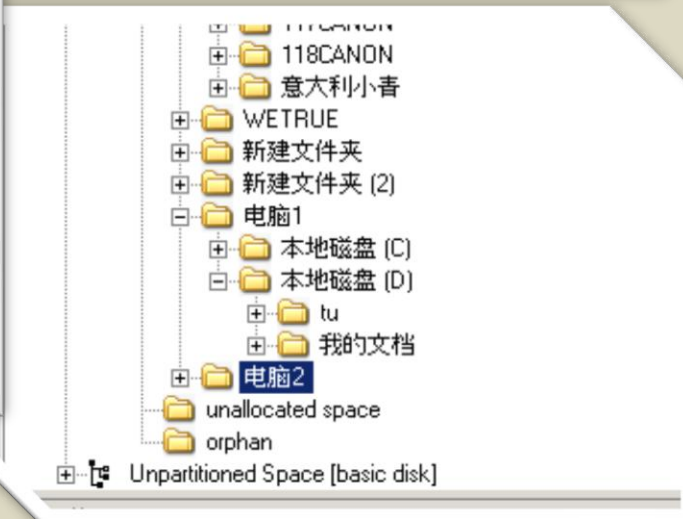 118CANON
意大利小青
WETRUE
新建文件夹
新建文件夹 (2)
电脑1
本地磁盘 (C)
本地磁盘 (D)
tu
我的文档
电脑2
unallocated space
orphan
Unpartitioned Space [basic disk]